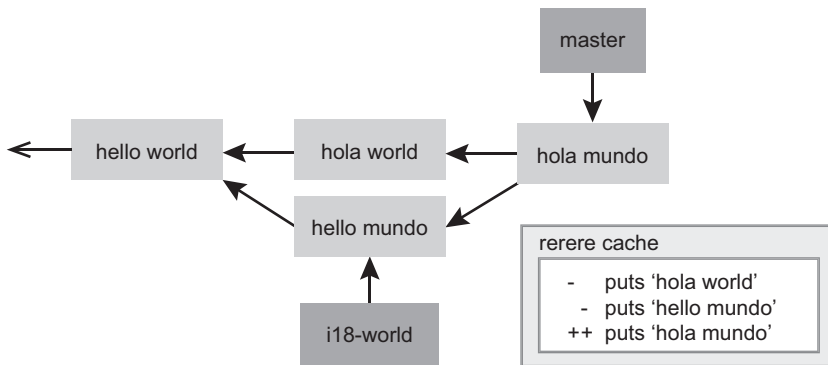 master
hello world
hola world
hola mundo
hello mundo
i18-world
rerere cache
- puts ‘hola world’
- puts ‘hello mundo’
++ puts ‘hola mundo’